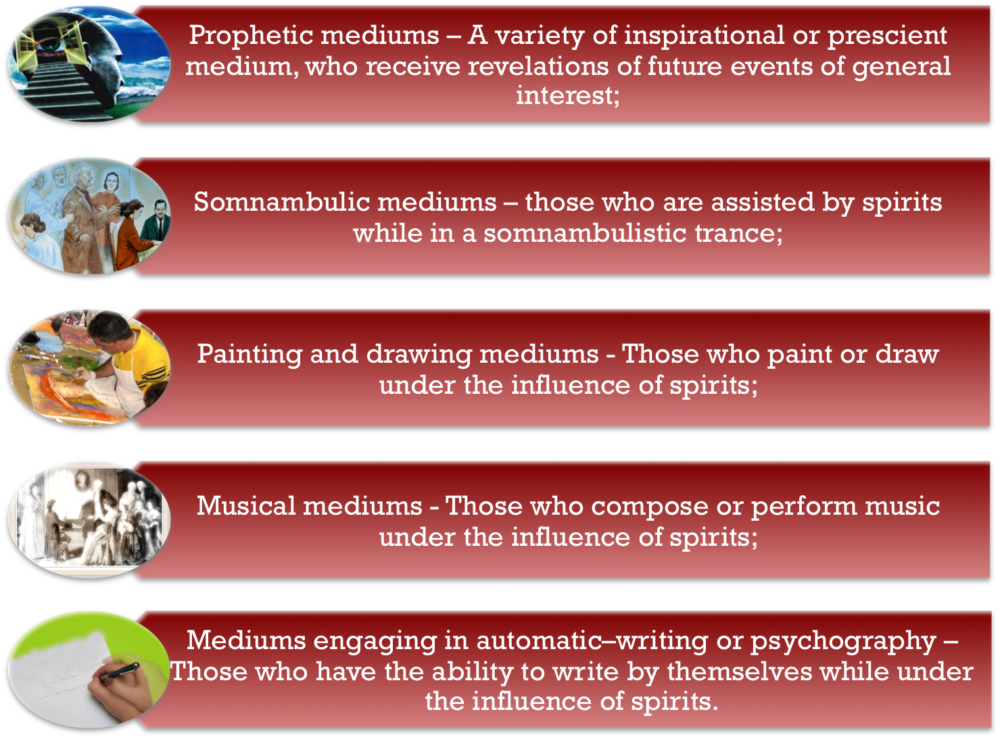 Prophetic mediums – A variety of inspirational or prescient
medium, who receive revelations of future events of general
interest;
Somnambulic mediums – those who are assisted by spirits
while in a somnambulistic trance;
Painting and drawing mediums - Those who paint or draw
under the influence of spirits;
Musical mediums - Those who compose or perform music
under the influence of spirits;
Mediums engaging in automatic–writing or psychography –
Those who have the ability to write by themselves while under
the influence of spirits.